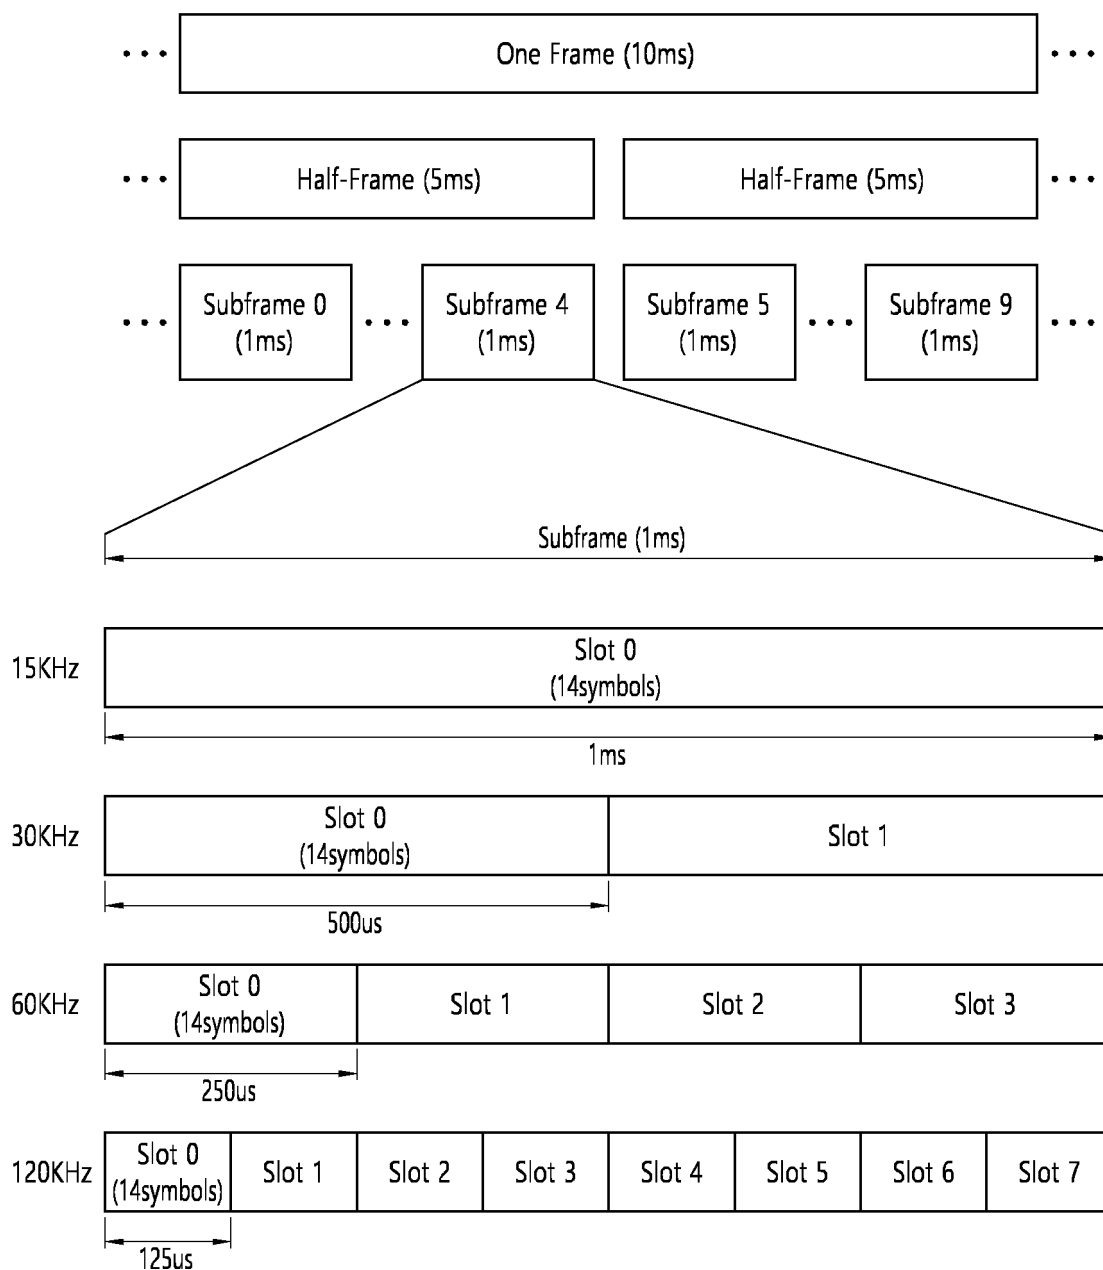 One Frame (10ms)
Half-Frame (5ms)
Half-Frame (5ms)
Subframe 0
(1ms)
Subframe 4
(1ms)
Subframe 5
(1ms)
Subframe 9
(1ms)
Subframe (1ms)
15KHz
Slot 0
(14symbols)
1ms
30KHz
Slot 0
(14symbols)
Slot 1
500us
60KHz
Slot 0
(14symbols)
Slot 1
Slot 2
Slot 3
250us
120KHz
Slot 0
(14symbols)
Slot 1
Slot 2
Slot 3
Slot 4
Slot 5
Slot 6
Slot 7
125us